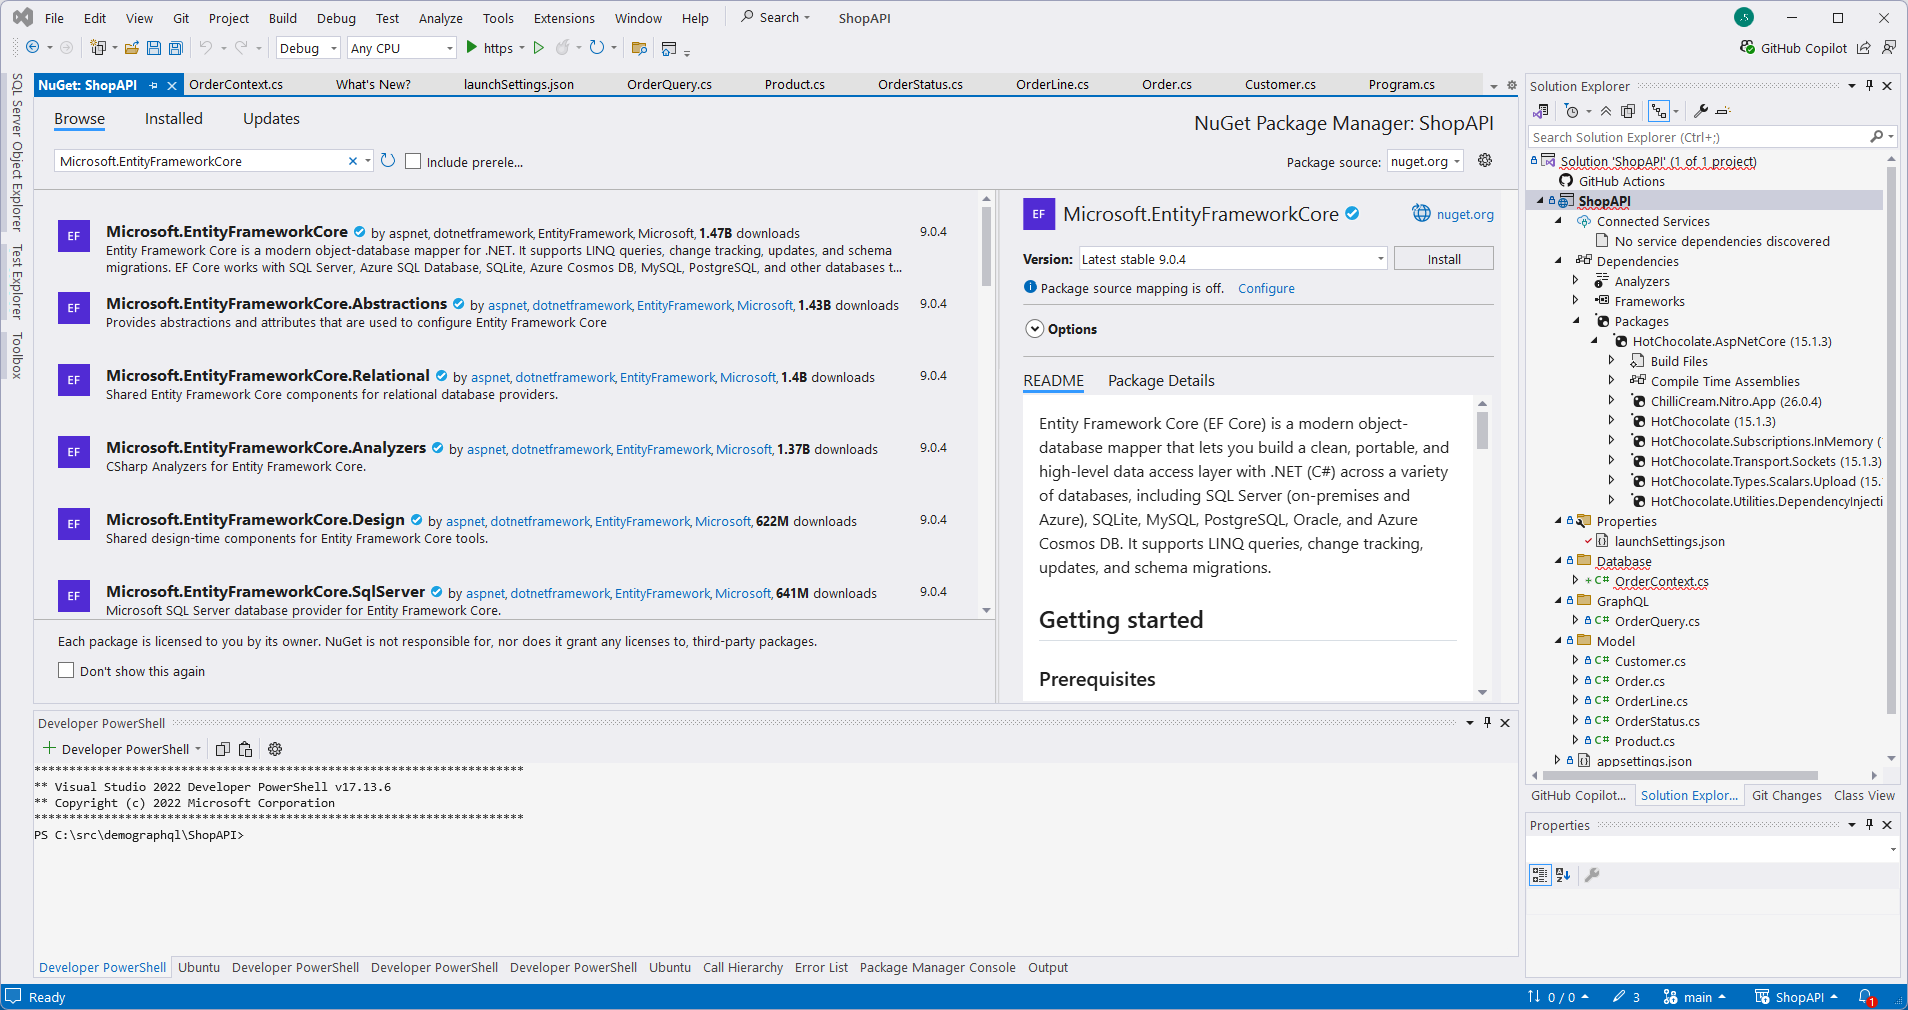 File Edit View Git Project Build Debug Test Analyze Tools Extensions Window Help Search ShopAPI JS
Debug Any CPU https GitHub Copilot
SQL Server Object Explorer
Test Explorer
Toolbox
NuGet: ShopAPI OrderContext.cs What's New? launchSettings.json OrderQuery.cs Product.cs OrderStatus.cs OrderLine.cs Order.cs Customer.cs Program.cs
Browse Installed Updates
NuGet Package Manager: ShopAPI
Microsoft.EntityFrameworkCore Include prerele...
Package source: nuget.org
EF Microsoft.EntityFrameworkCore by aspnet, dotnetframework, EntityFramework, Microsoft, 1.47B downloads 9.0.4
Entity Framework Core is a modern object-database mapper for .NET. It supports LINQ queries, change tracking, updates, and schema
migrations. EF Core works with SQL Server, Azure SQL Database, SQLite, Azure Cosmos DB, MySQL, PostgreSQL, and other databases t...
EF Microsoft.EntityFrameworkCore.Abstractions by aspnet, dotnetframework, EntityFramework, Microsoft, 1.43B downloads 9.0.4
Provides abstractions and attributes that are used to configure Entity Framework Core
EF Microsoft.EntityFrameworkCore.Relational by aspnet, dotnetframework, EntityFramework, Microsoft, 1.4B downloads 9.0.4
Shared Entity Framework Core components for relational database providers.
EF Microsoft.EntityFrameworkCore.Analyzers by aspnet, dotnetframework, EntityFramework, Microsoft, 1.37B downloads 9.0.4
CSharp Analyzers for Entity Framework Core.
EF Microsoft.EntityFrameworkCore.Design by aspnet, dotnetframework, EntityFramework, Microsoft, 622M downloads 9.0.4
Shared design-time components for Entity Framework Core tools.
EF Microsoft.EntityFrameworkCore.SqlServer by aspnet, dotnetframework, EntityFramework, Microsoft, 641M downloads 9.0.4
Microsoft SQL Server database provider for Entity Framework Core.
Each package is licensed to you by its owner. NuGet is not responsible for, nor does it grant any licenses to, third-party packages.
Don't show this again
EF Microsoft.EntityFrameworkCore nuget.org
Version: Latest stable 9.0.4 Install
Package source mapping is off. Configure
Options
README Package Details
Entity Framework Core (EF Core) is a modern object-
database mapper that lets you build a clean, portable, and
high-level data access layer with .NET (C#) across a variety
of databases, including SQL Server (on-premises and
Azure), SQLite, MySQL, PostgreSQL, Oracle, and Azure
Cosmos DB. It supports LINQ queries, change tracking,
updates, and schema migrations.
Getting started
Prerequisites
Developer PowerShell
Developer PowerShell
**********************************************************************
** Visual Studio 2022 Developer PowerShell v17.13.6
** Copyright (c) 2022 Microsoft Corporation
**********************************************************************
PS C:\src\demographql\ShopAPI>
Developer PowerShell Ubuntu Developer PowerShell Developer PowerShell Developer PowerShell Ubuntu Call Hierarchy Error List Package Manager Console Output
Solution Explorer
Search Solution Explorer (Ctrl+;)
Solution 'ShopAPI' (1 of 1 project)
GitHub Actions
ShopAPI
Connected Services
No service dependencies discovered
Dependencies
Analyzers
Frameworks
Packages
HotChocolate.AspNetCore (15.1.3)
Build Files
Compile Time Assemblies
ChilliCream.Nitro.App (26.0.4)
HotChocolate (15.1.3)
HotChocolate.Subscriptions.InMemory (
HotChocolate.Transport.Sockets (15.1.3)
HotChocolate.Types.Scalars.Upload (15.
HotChocolate.Utilities.DependencyInjecti
Properties
launchSettings.json
Database
C# OrderContext.cs
GraphQL
C# OrderQuery.cs
Model
C# Customer.cs
C# Order.cs
C# OrderLine.cs
C# OrderStatus.cs
C# Product.cs
appsettings.json
GitHub Copilot... Solution Explor... Git Changes Class View
Properties
Ready 0 / 0 3 main ShopAPI 1